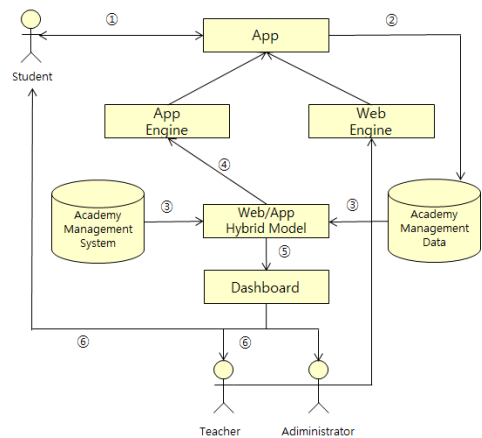 ①
App
②
Student
App
Engine
Web
Engine
④
Academy
Management
System
③
Web/App
Hybrid Model
③
Academy
Management
Data
⑤
Dashboard
⑥
⑥
Teacher
Adiministrator